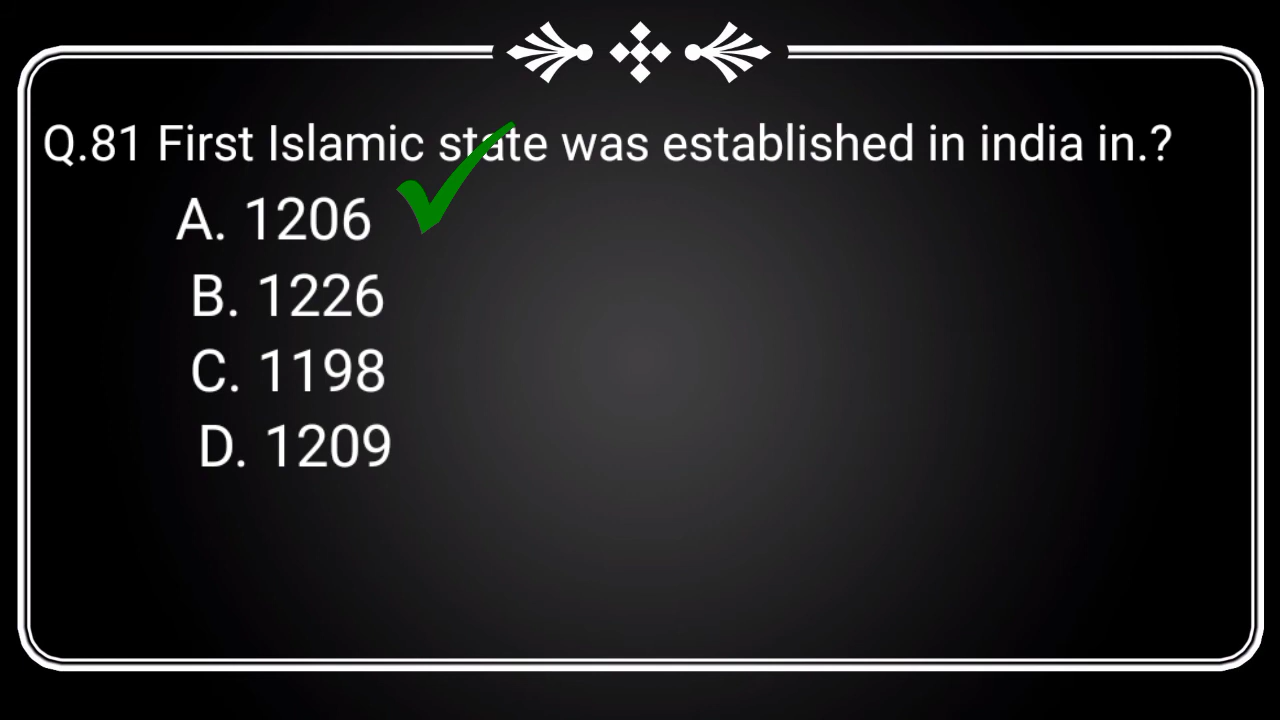 Q.81 First Islamic state was established in india in.?
A. 1206
B. 1226
C. 1198
D. 1209